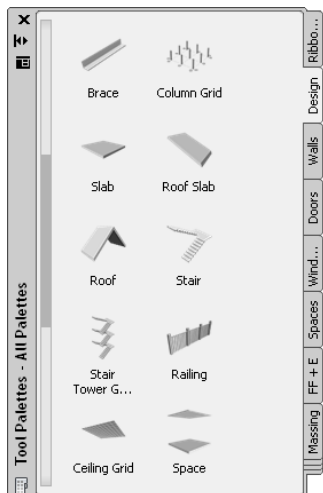 Brace
Column Grid
Slab
Roof Slab
Roof
Stair
Stair
Tower G...
Railing
Ceiling Grid
Space
Tool Palettes - All Palettes
Ribbo...
Design
Walls
Doors
Wind...
Spaces
FF + E
Massing